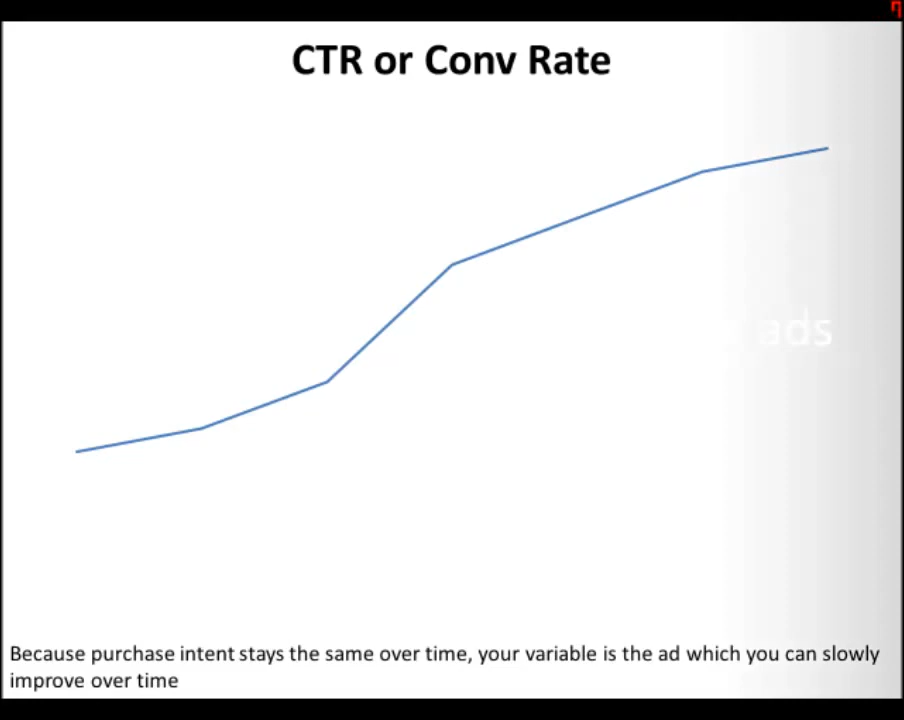 CTR or Conv Rate
ads
Because purchase intent stays the same over time, your variable is the ad which you can slowly
improve over time